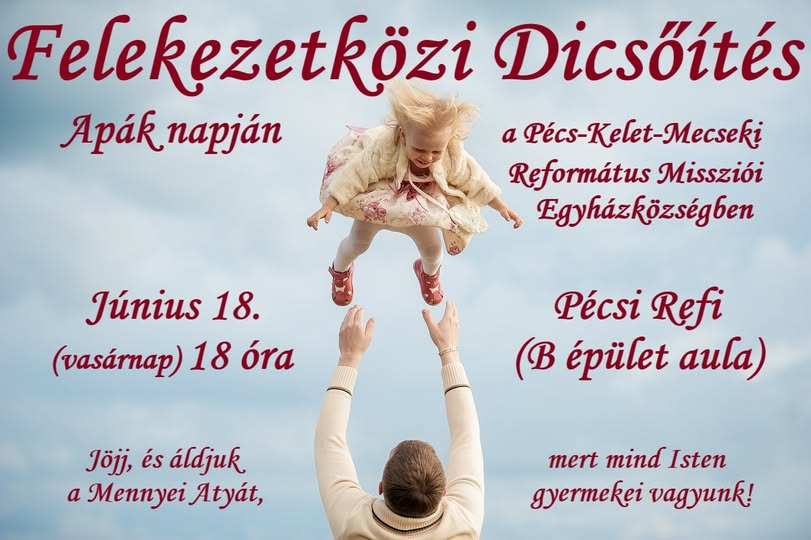 Felekezetközi Dicsőítés
Apák napján
a Pécs-Kelet-Mecseki
Református Missziói
Egyházközségben
Június 18.
(vasárnap) 18 óra
Pécsi Refi
(B épület aula)
Jöjj, és áldjuk
a Mennyei Atyát,
mert mind Isten
gyermekei vagyunk!